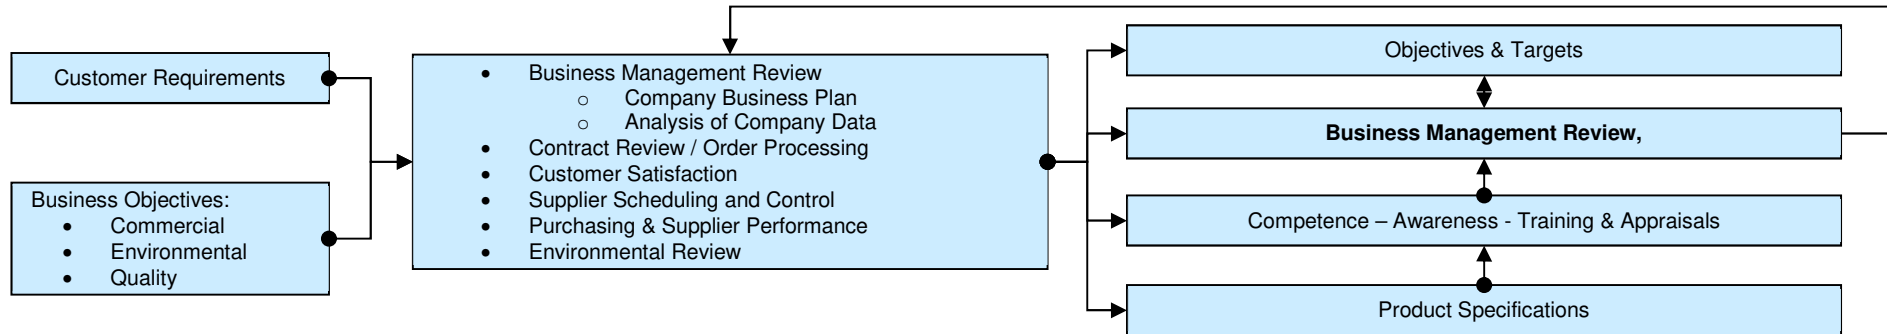 Customer Requirements
Business Objectives:
• Commercial
• Environmental
• Quality
• Business Management Review
o Company Business Plan
o Analysis of Company Data
• Contract Review / Order Processing
• Customer Satisfaction
• Supplier Scheduling and Control
• Purchasing & Supplier Performance
• Environmental Review
Objectives & Targets
Business Management Review,
Competence – Awareness - Training & Appraisals
Product Specifications